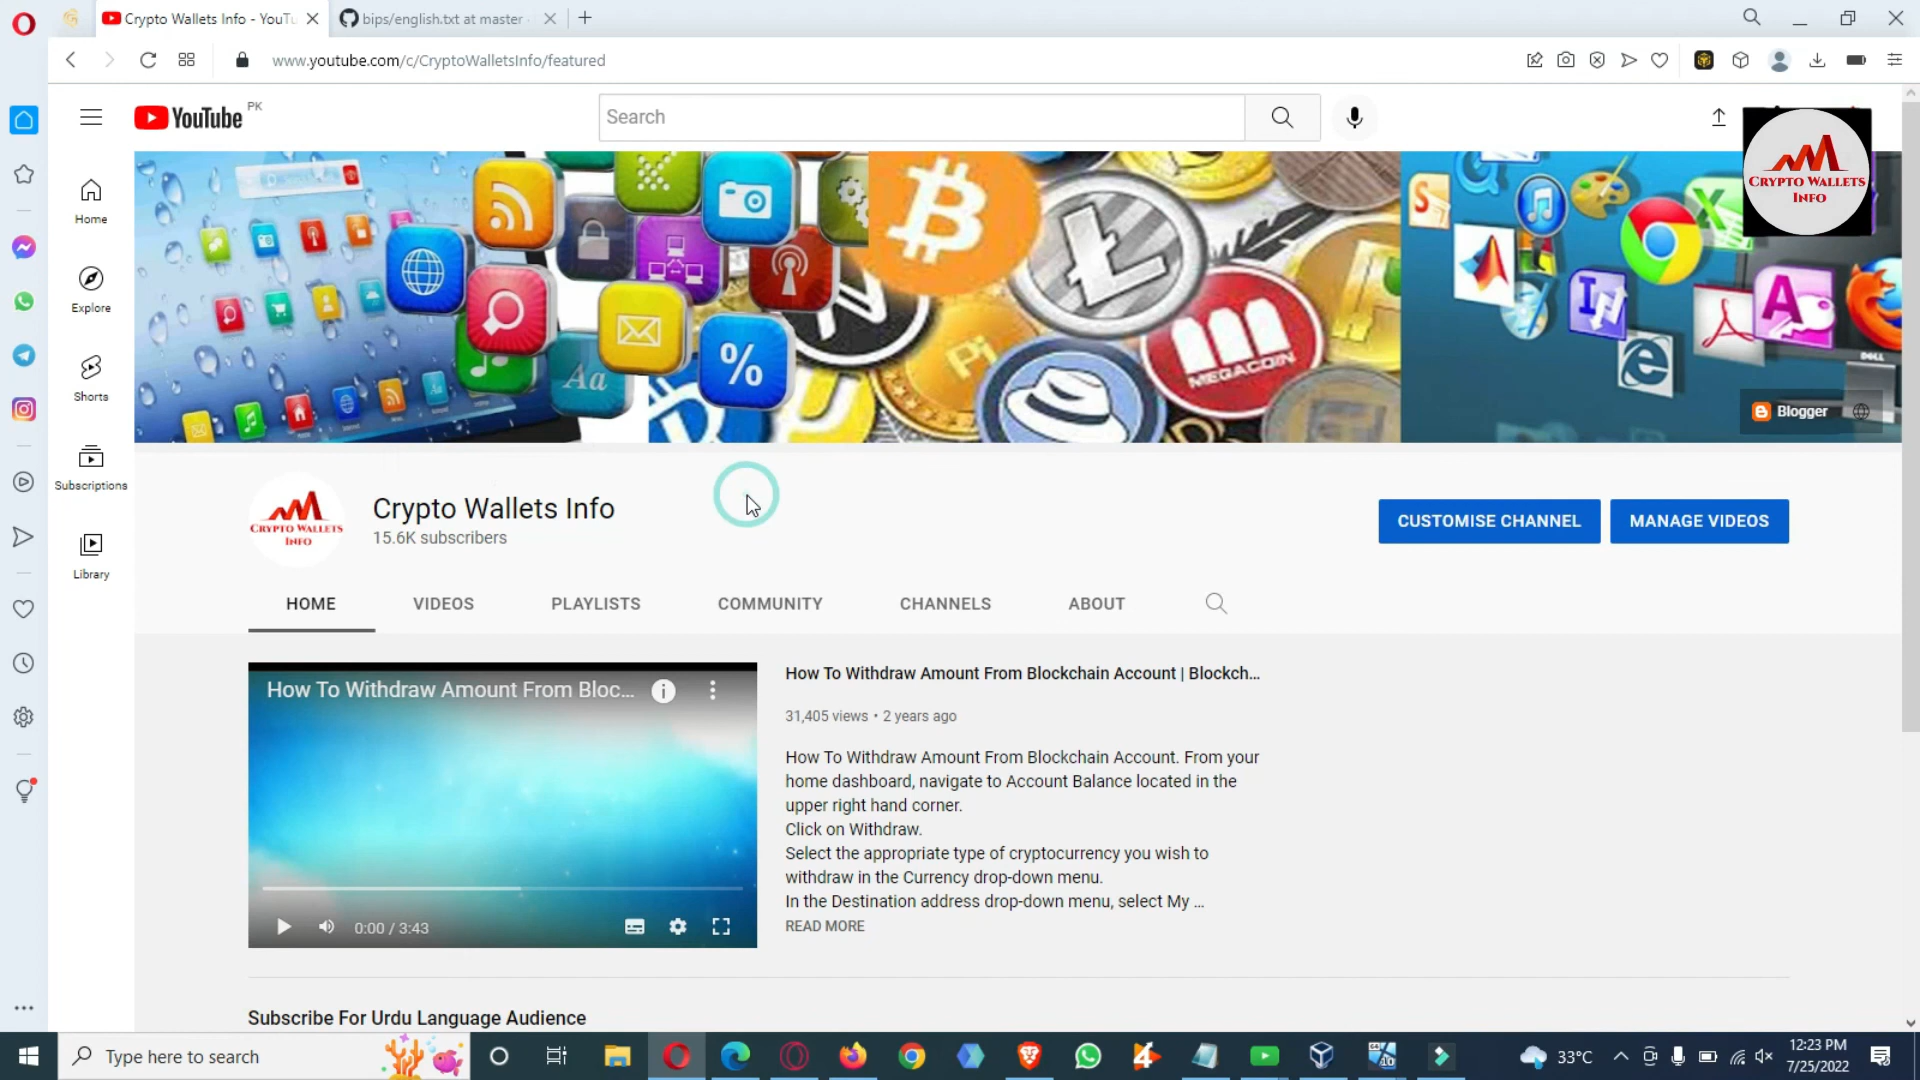 Crypto Wallets Info - YouTu
bips/english.txt at master
www.youtube.com/c/CryptoWalletsInfo/featured
YouTube PK
Search
CRYPTO WALLETS
INFO
Home
Explore
Shorts
Subscriptions
Library
%
Aa
MEGACOIN
DELL
Blogger
CRYPTO WALLETS
INFO
Crypto Wallets Info
15.6K subscribers
CUSTOMISE CHANNEL
MANAGE VIDEOS
HOME VIDEOS PLAYLISTS COMMUNITY CHANNELS ABOUT
How To Withdraw Amount From Bloc...
0:00 / 3:43
How To Withdraw Amount From Blockchain Account | Blockch...
31,405 views • 2 years ago
How To Withdraw Amount From Blockchain Account. From your
home dashboard, navigate to Account Balance located in the
upper right hand corner.
Click on Withdraw.
Select the appropriate type of cryptocurrency you wish to
withdraw in the Currency drop-down menu.
In the Destination address drop-down menu, select My ...
READ MORE
Subscribe For Urdu Language Audience
Type here to search
33°C
12:23 PM
7/25/2022